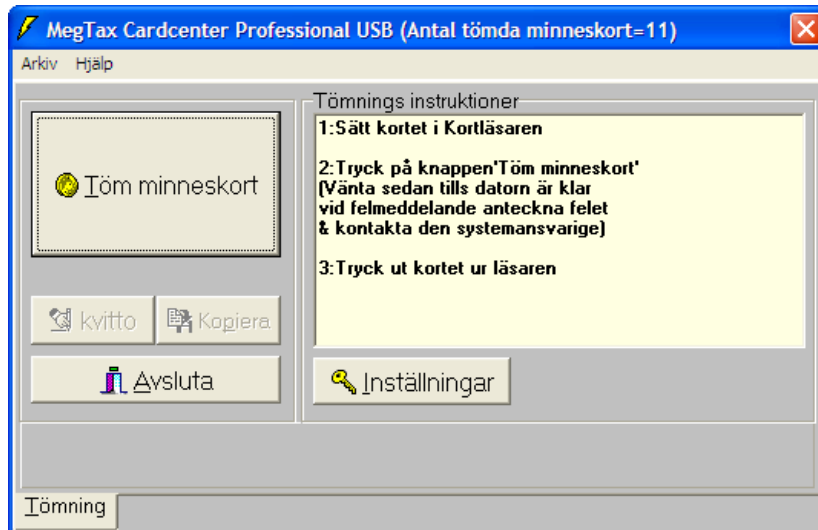 MegTax Cardcenter Professional USB (Antal tömda minneskort=11)
Arkiv Hjälp
Töm minneskort
kvitto
Kopiera
Avsluta
Tömnings instruktioner
1:Sätt kortet i Kortläsaren
2:Tryck på knappen'Töm minneskort'
(Vänta sedan tills datorn är klar
vid felmeddelande anteckna felet
& kontakta den systemansvarige)
3:Tryck ut kortet ur läsaren
Inställningar
Tömning